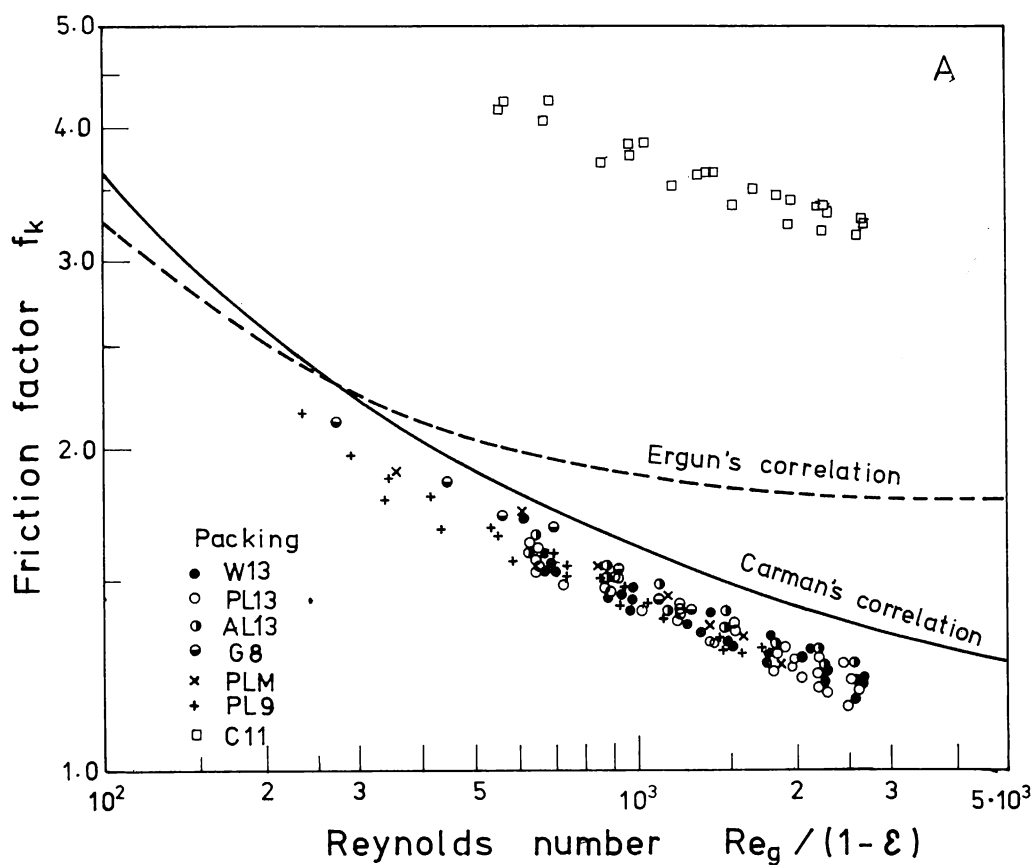 A
5.0
4.0
3.0
2.0
1.0
Friction factor fₖ
Ergun's correlation
Carman's correlation
Packing
W13
PL13
AL13
G8
PLM
PL9
C11
10² 2 3 5 10³ 2 3 5·10³
Reynolds number Re_g / (1-ε)